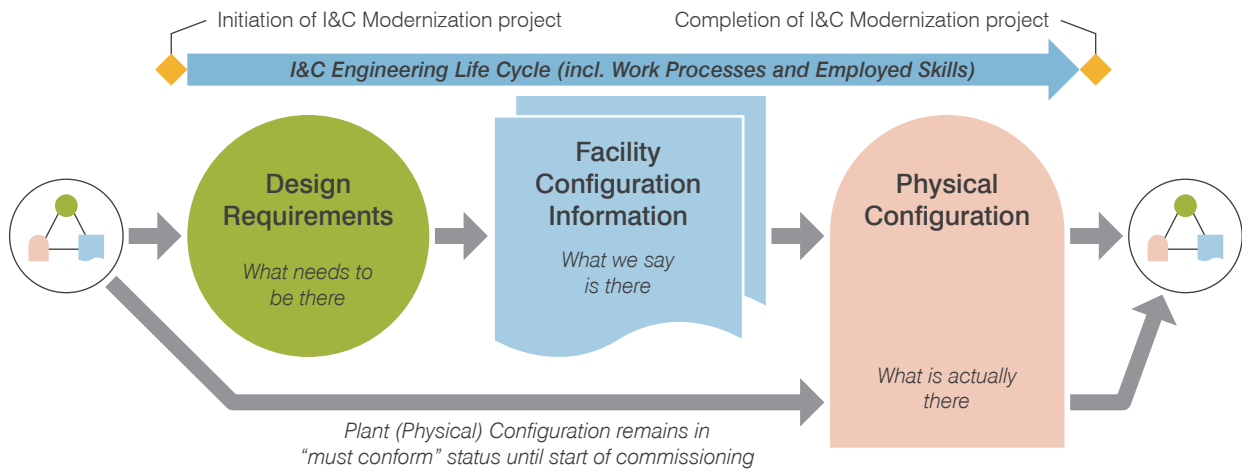 Initiation of I&C Modernization project
Completion of I&C Modernization project
I&C Engineering Life Cycle (incl. Work Processes and Employed Skills)
Design
Requirements
What needs to
be there
Facility
Configuration
Information
What we say
is there
Physical
Configuration
What is actually
there
Plant (Physical) Configuration remains in
“must conform” status until start of commissioning